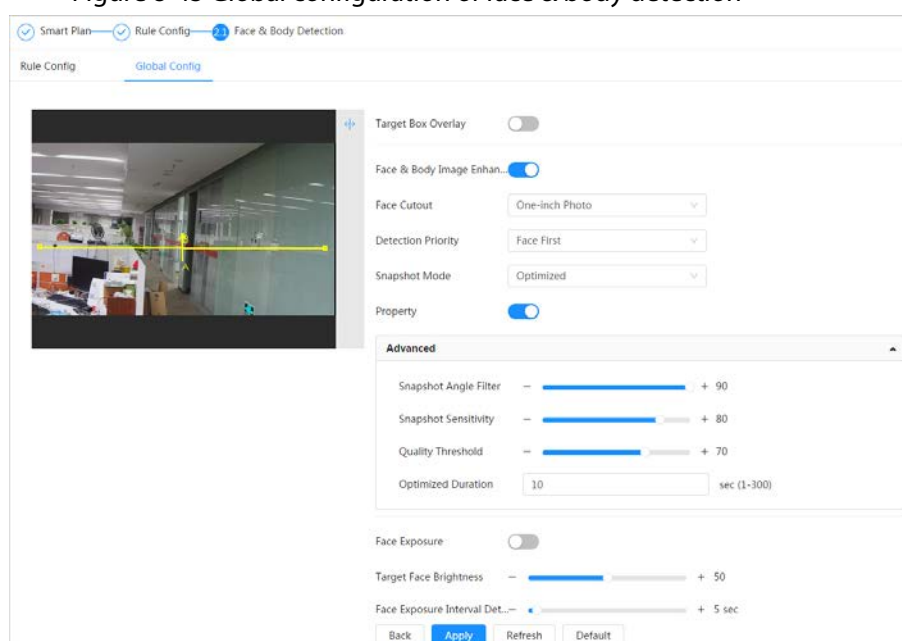 Smart Plan Rule Config 2.1 Face & Body Detection
Rule Config Global Config
Target Box Overlay
Face & Body Image Enhan...
Face Cutout One-inch Photo
Detection Priority Face First
Snapshot Mode Optimized
Property
Advanced
Snapshot Angle Filter − + 90
Snapshot Sensitivity − + 80
Quality Threshold − + 70
Optimized Duration 10 sec (1-300)
Face Exposure
Target Face Brightness − + 50
Face Exposure Interval Det...− + 5 sec
Back Apply Refresh Default